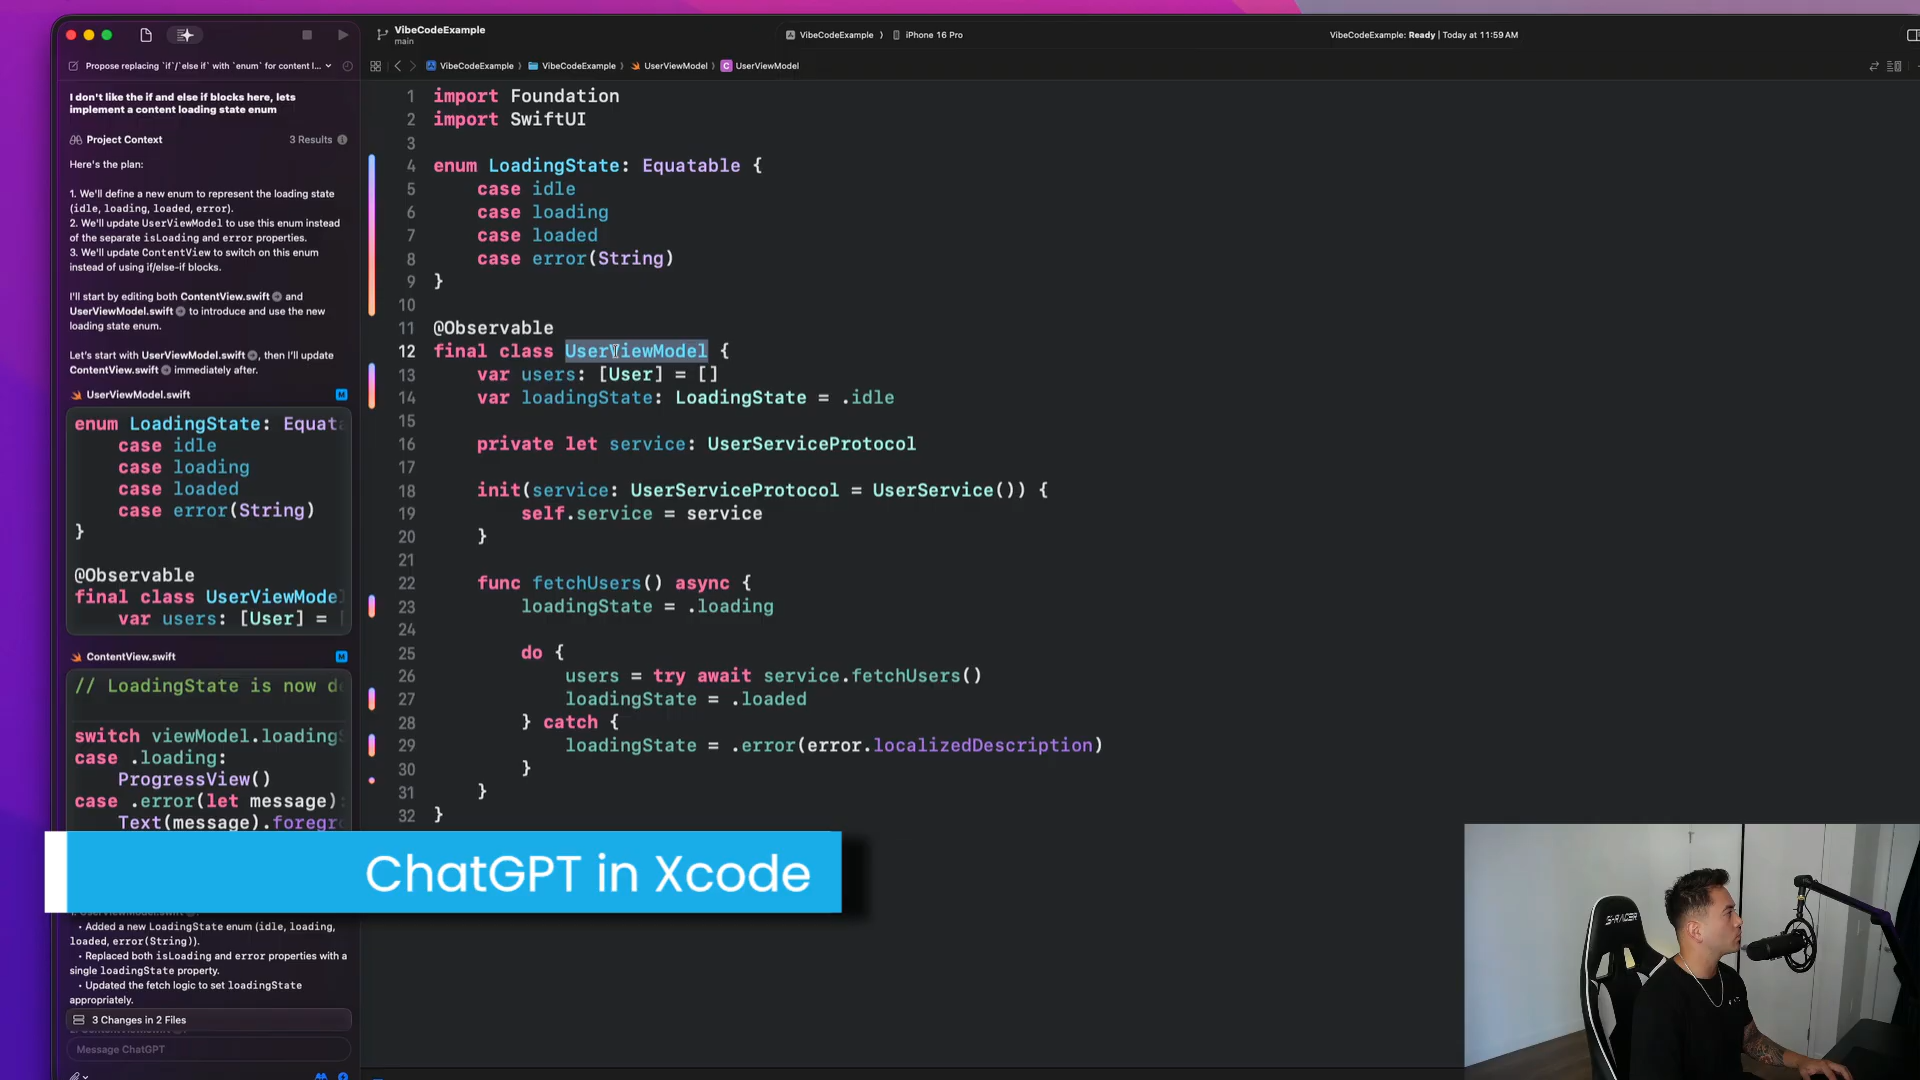 VibeCodeExample
main
VibeCodeExample
iPhone 16 Pro
VibeCodeExample: Ready | Today at 11:59 AM
Propose replacing `if`/`else if` with `enum` for content l...
VibeCodeExample
VibeCodeExample
UserViewModel
C UserViewModel
I don't like the if and else if blocks here, lets
implement a content loading state enum
Project Context
3 Results
Here's the plan:
1. We'll define a new enum to represent the loading state
(idle, loading, loaded, error).
2. We'll update UserViewModel to use this enum instead
of the separate isLoading and error properties.
3. We'll update ContentView to switch on this enum
instead of using if/else-if blocks.
I'll start by editing both ContentView.swift and
UserViewModel.swift to introduce and use the new
loading state enum.
Let's start with UserViewModel.swift, then I'll update
ContentView.swift immediately after.
UserViewModel.swift
M
enum LoadingState: Equata
case idle
case loading
case loaded
case error(String)
}
@Observable
final class UserViewMode
var users: [User] = [
ContentView.swift
M
// LoadingState is now de
switch viewModel.loadingS
case .loading:
ProgressView()
case .error(let message):
Text(message).foregr
• Added a new LoadingState enum (idle, loading,
loaded, error(String)).
• Replaced both isLoading and error properties with a
single loadingState property.
• Updated the fetch logic to set loadingState
appropriately.
3 Changes in 2 Files
Message ChatGPT
1 import Foundation
2 import SwiftUI
3
4 enum LoadingState: Equatable {
5 case idle
6 case loading
7 case loaded
8 case error(String)
9 }
10
11 @Observable
12 final class UserViewModel {
13 var users: [User] = []
14 var loadingState: LoadingState = .idle
15
16 private let service: UserServiceProtocol
17
18 init(service: UserServiceProtocol = UserService()) {
19 self.service = service
20 }
21
22 func fetchUsers() async {
23 loadingState = .loading
24
25 do {
26 users = try await service.fetchUsers()
27 loadingState = .loaded
28 } catch {
29 loadingState = .error(error.localizedDescription)
30 }
31 }
32 }
ChatGPT in Xcode
S-RACER